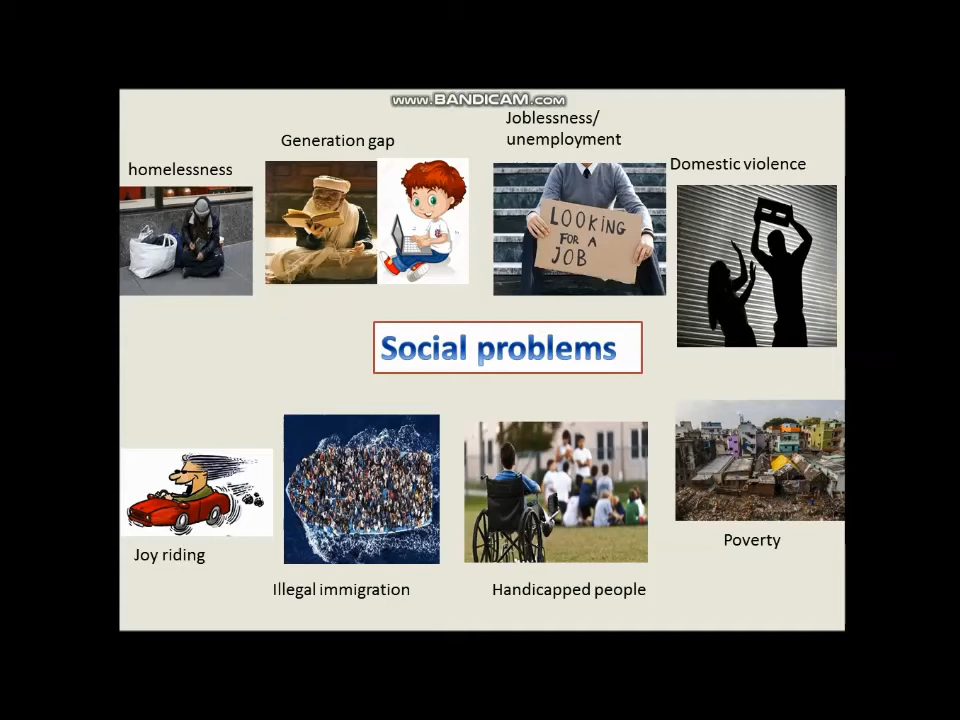 www.BANDICAM.com
Joblessness/
unemployment
Generation gap
homelessness
Domestic violence
LOOKING
FOR A
JOB
Social problems
Joy riding
Illegal immigration
Handicapped people
Poverty